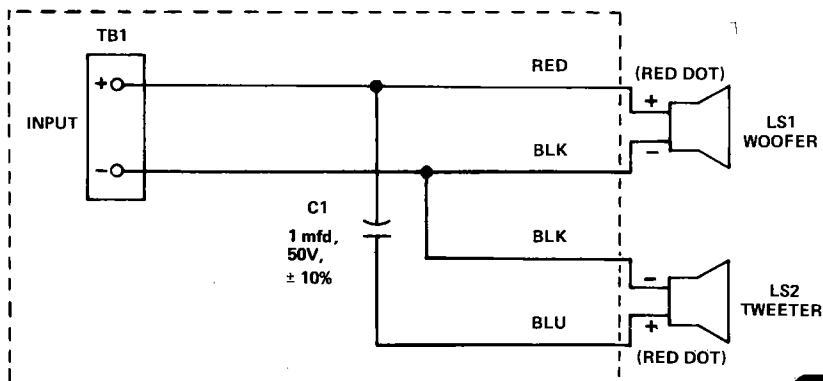 TB1
+
INPUT
-
RED
(RED DOT)
+
-
LS1
WOOFER
BLK
C1
1 mfd,
50V,
± 10%
BLK
-
LS2
TWEETER
BLU
+
(RED DOT)